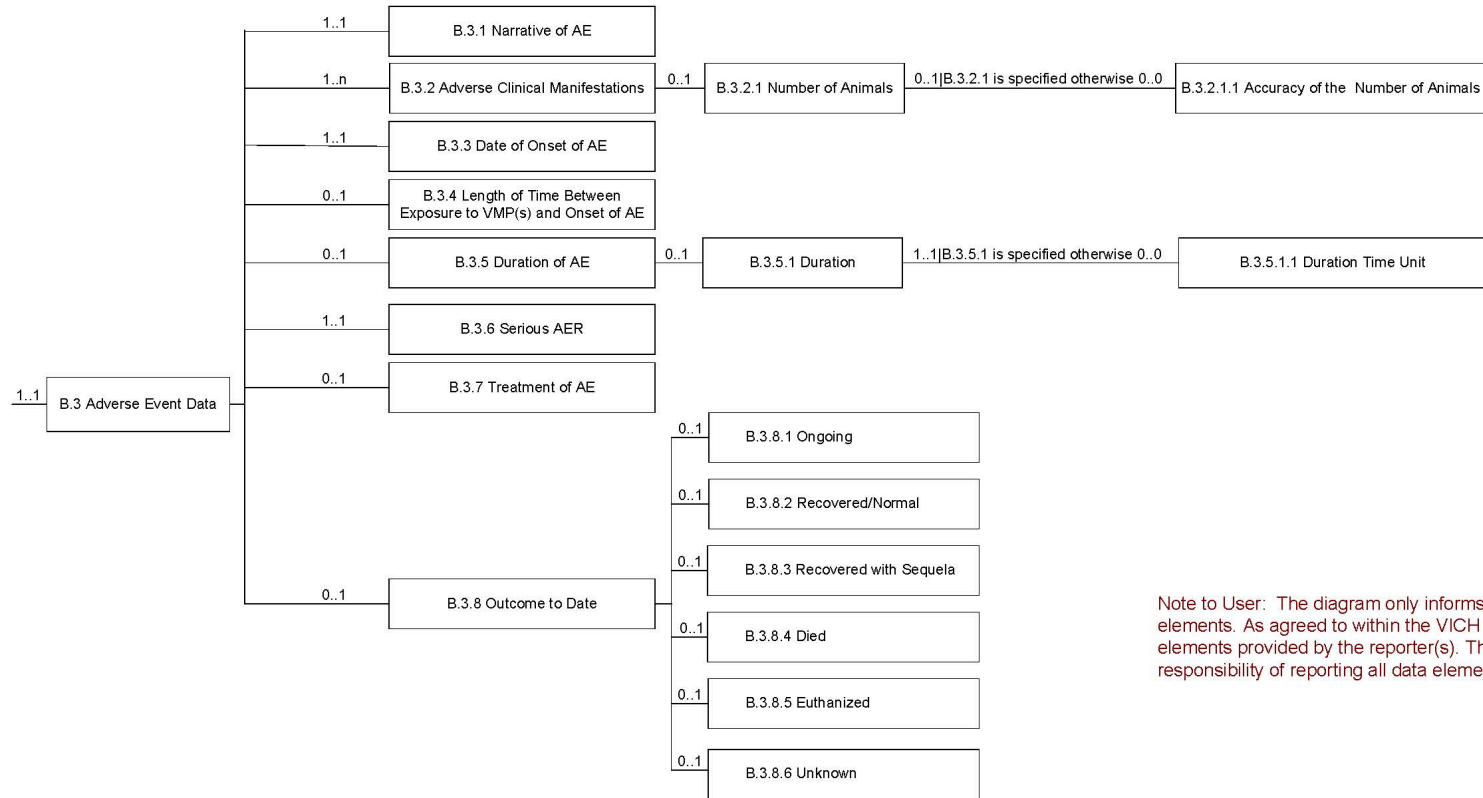 1..1
B.3 Adverse Event Data
1..1
B.3.1 Narrative of AE
1..n
B.3.2 Adverse Clinical Manifestations
0..1
B.3.2.1 Number of Animals
0..1|B.3.2.1 is specified otherwise 0..0
B.3.2.1.1 Accuracy of the Number of Animals
1..1
B.3.3 Date of Onset of AE
0..1
B.3.4 Length of Time Between
Exposure to VMP(s) and Onset of AE
0..1
B.3.5 Duration of AE
0..1
B.3.5.1 Duration
1..1|B.3.5.1 is specified otherwise 0..0
B.3.5.1.1 Duration Time Unit
1..1
B.3.6 Serious AER
0..1
B.3.7 Treatment of AE
0..1
B.3.8 Outcome to Date
0..1
B.3.8.1 Ongoing
0..1
B.3.8.2 Recovered/Normal
0..1
B.3.8.3 Recovered with Sequela
0..1
B.3.8.4 Died
0..1
B.3.8.5 Euthanized
0..1
B.3.8.6 Unknown
Note to User: The diagram only informs
elements. As agreed to within the VICH
elements provided by the reporter(s). Th
responsibility of reporting all data eleme